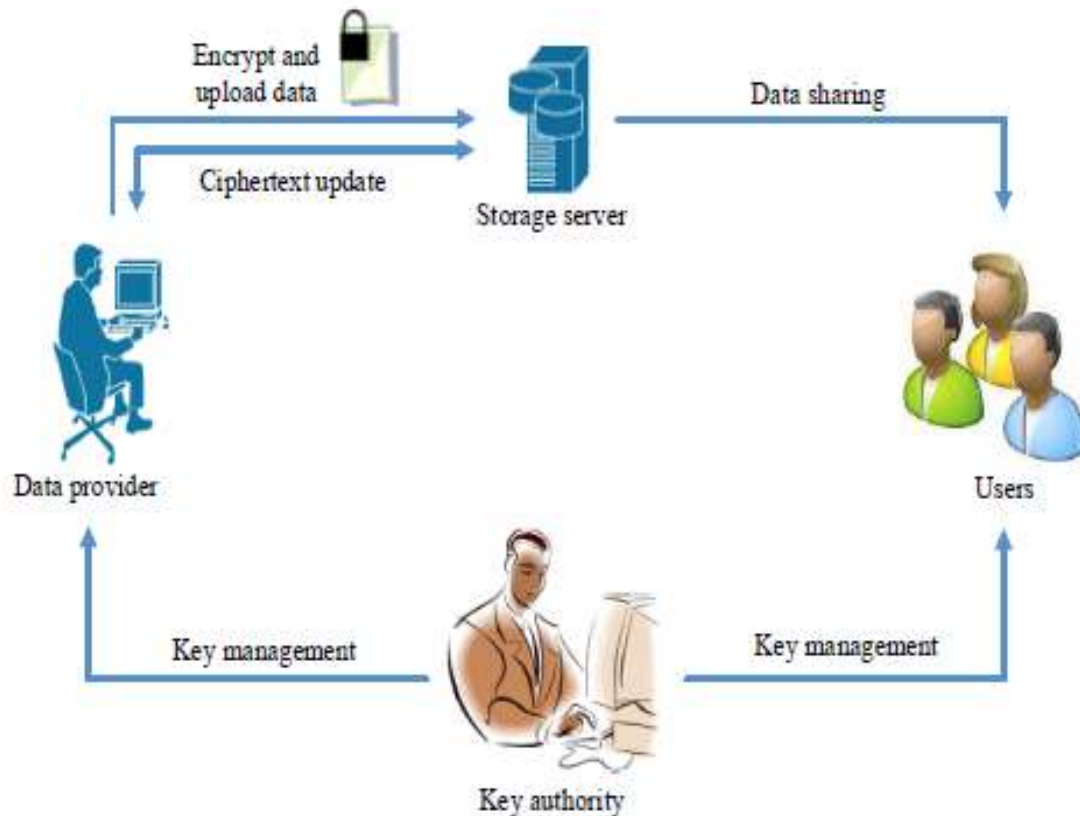 Encrypt and
upload data
Data sharing
Ciphertext update
Storage server
Data provider
Users
Key management
Key management
Key authority